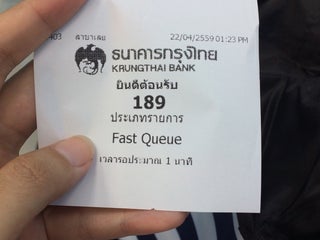 403 สาขาเลย 22/04/2559 01:23 PM
ธนาคารกรุงไทย
KRUNGTHAI BANK
ยินดีต้อนรับ
189
ประเภทรายการ
Fast Queue
เวลารอประมาณ 1 นาที